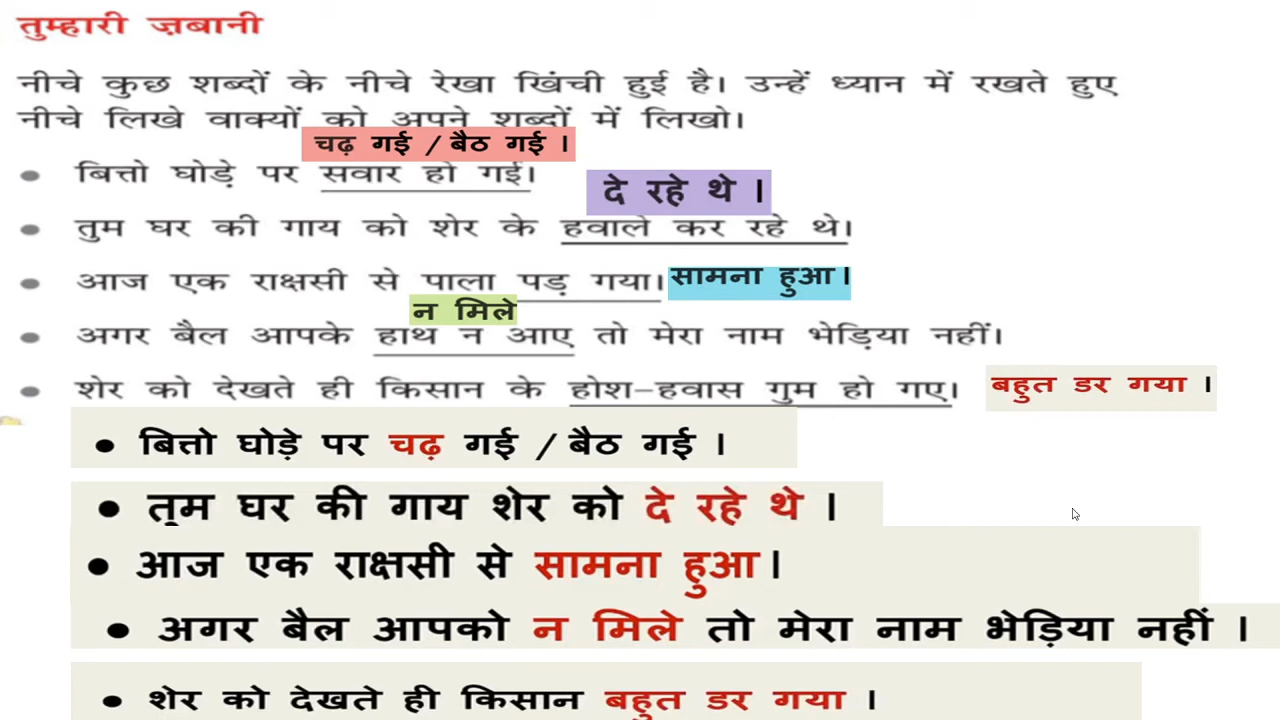 तुम्हारी ज़बानी
नीचे कुछ शब्दों के नीचे रेखा खिंची हुई है। उन्हें ध्यान में रखते हुए
नीचे लिखे वाक्यों को अपने शब्दों में लिखो।
चढ़ गई / बैठ गई ।
• बित्तो घोड़े पर सवार हो गई।
दे रहे थे ।
• तुम घर की गाय को शेर के हवाले कर रहे थे।
• आज एक राक्षसी से पाला पड़ गया। सामना हुआ ।
न मिले
• अगर बैल आपके हाथ न आए तो मेरा नाम भेड़िया नहीं।
• शेर को देखते ही किसान के होश–हवास गुम हो गए। बहुत डर गया ।
• बित्तो घोड़े पर चढ़ गई / बैठ गई ।
• तुम घर की गाय शेर को दे रहे थे ।
• आज एक राक्षसी से सामना हुआ ।
• अगर बैल आपको न मिले तो मेरा नाम भेड़िया नहीं ।
• शेर को देखते ही किसान बहुत डर गया ।